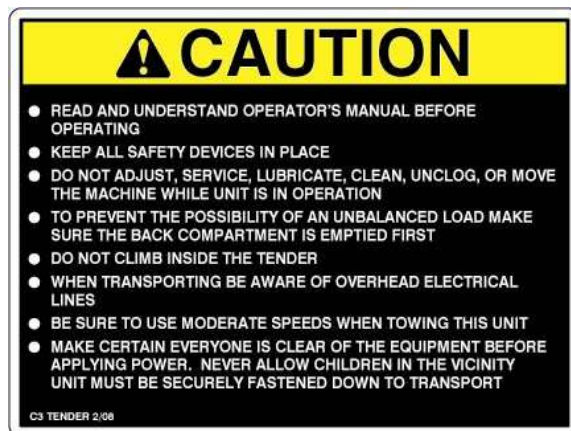 CAUTION
READ AND UNDERSTAND OPERATOR'S MANUAL BEFORE
OPERATING
KEEP ALL SAFETY DEVICES IN PLACE
DO NOT ADJUST, SERVICE, LUBRICATE, CLEAN, UNCLOG, OR MOVE
THE MACHINE WHILE UNIT IS IN OPERATION
TO PREVENT THE POSSIBILITY OF AN UNBALANCED LOAD MAKE
SURE THE BACK COMPARTMENT IS EMPTIED FIRST
DO NOT CLIMB INSIDE THE TENDER
WHEN TRANSPORTING BE AWARE OF OVERHEAD ELECTRICAL
LINES
BE SURE TO USE MODERATE SPEEDS WHEN TOWING THIS UNIT
MAKE CERTAIN EVERYONE IS CLEAR OF THE EQUIPMENT BEFORE
APPLYING POWER. NEVER ALLOW CHILDREN IN THE VICINITY
UNIT MUST BE SECURELY FASTENED DOWN TO TRANSPORT
C3 TENDER 2/08